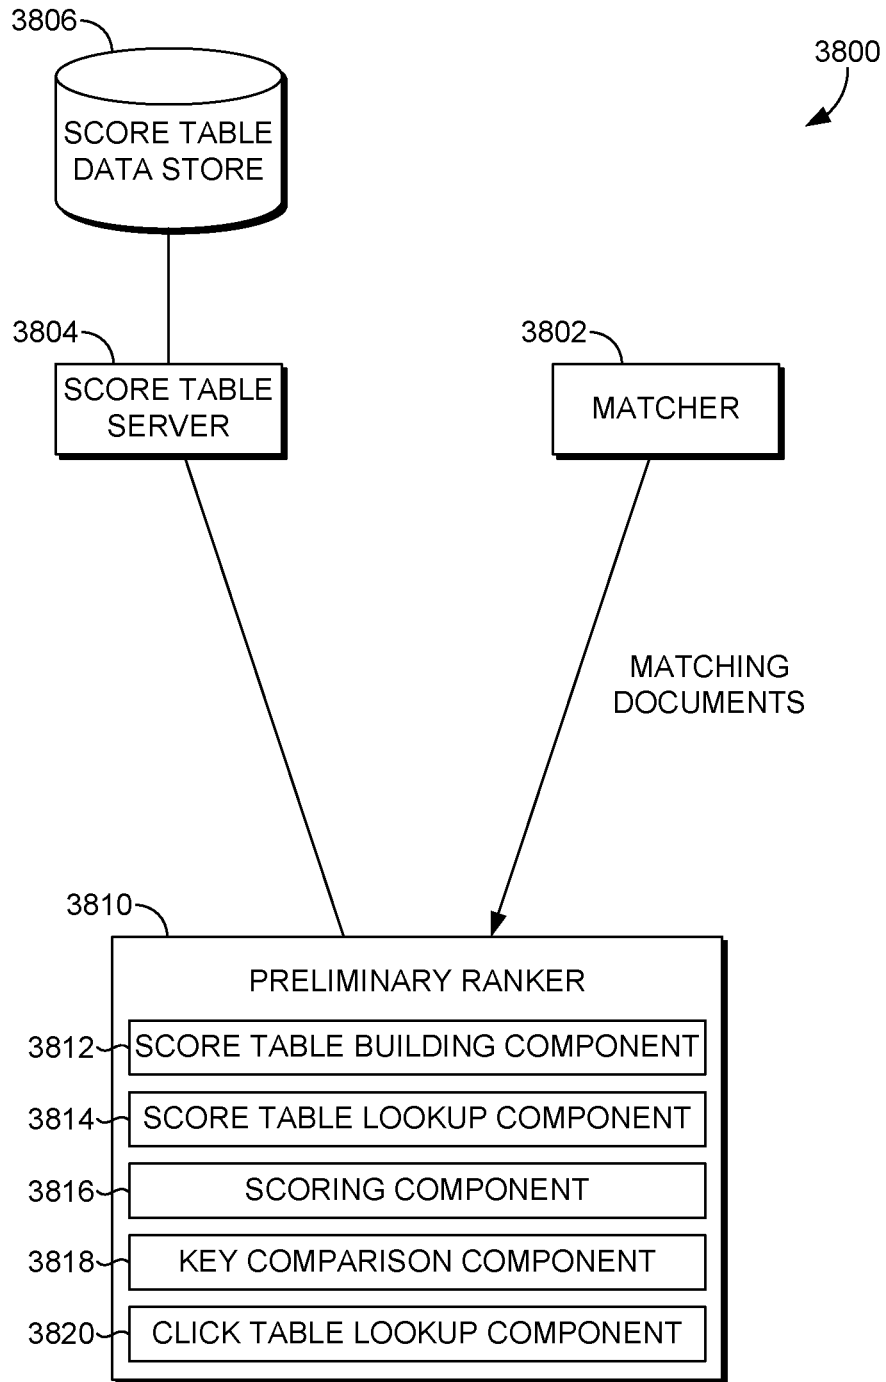 3806
3800
SCORE TABLE
DATA STORE
3804
3802
SCORE TABLE
SERVER
MATCHER
MATCHING
DOCUMENTS
3810
PRELIMINARY RANKER
3812
SCORE TABLE BUILDING COMPONENT
3814
SCORE TABLE LOOKUP COMPONENT
3816
SCORING COMPONENT
3818
KEY COMPARISON COMPONENT
3820
CLICK TABLE LOOKUP COMPONENT